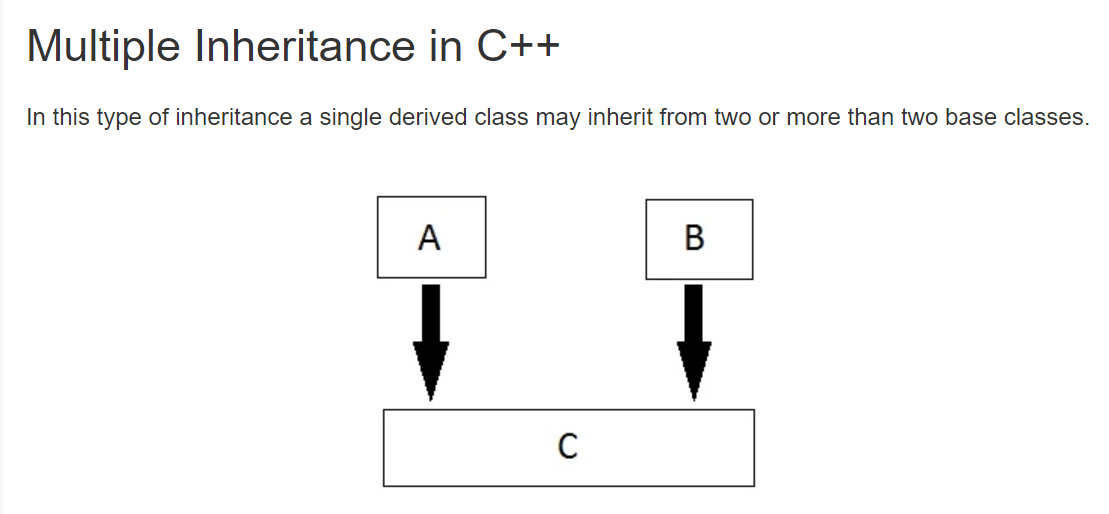 Multiple Inheritance in C++
In this type of inheritance a single derived class may inherit from two or more than two base classes.
A
B
C